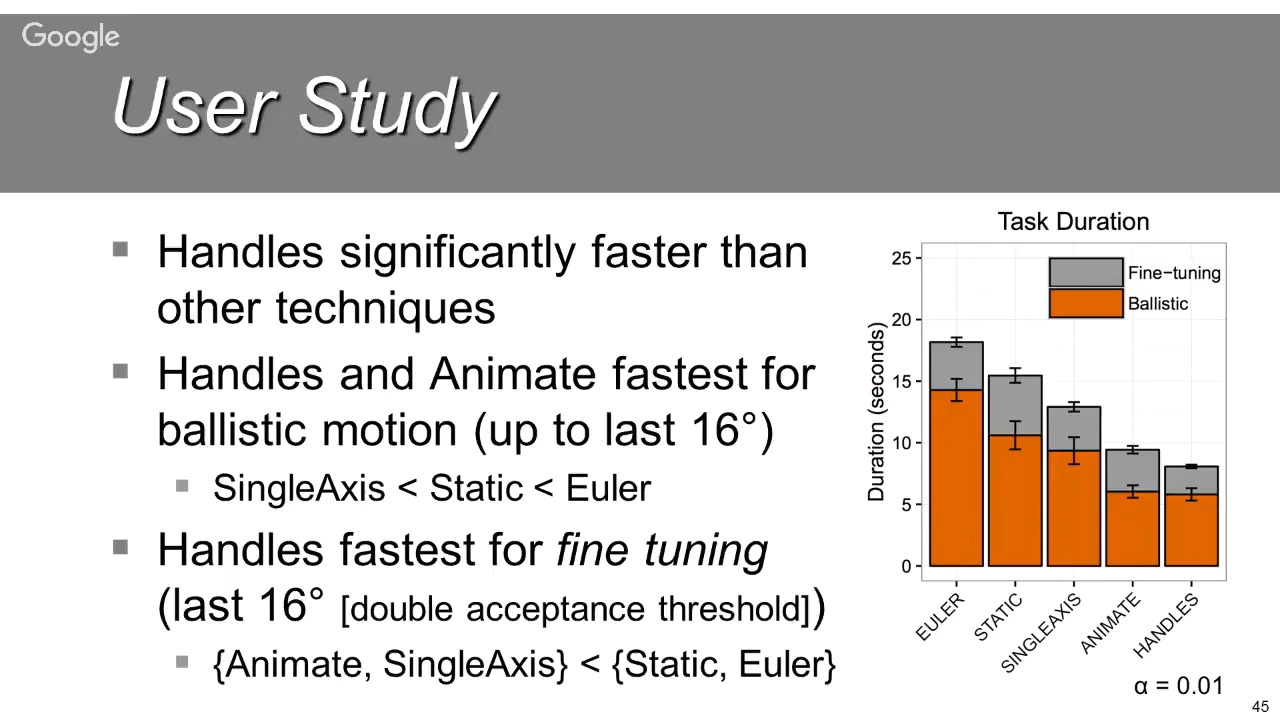 Google
User Study
Handles significantly faster than
other techniques
Handles and Animate fastest for
ballistic motion (up to last 16°)
SingleAxis < Static < Euler
Handles fastest for fine tuning
(last 16° [double acceptance threshold])
{Animate, SingleAxis} < {Static, Euler}
Task Duration
Fine−tuning
Ballistic
Duration (seconds)
25
20
15
10
5
0
EULER
STATIC
SINGLEAXIS
ANIMATE
HANDLES
α = 0.01
45